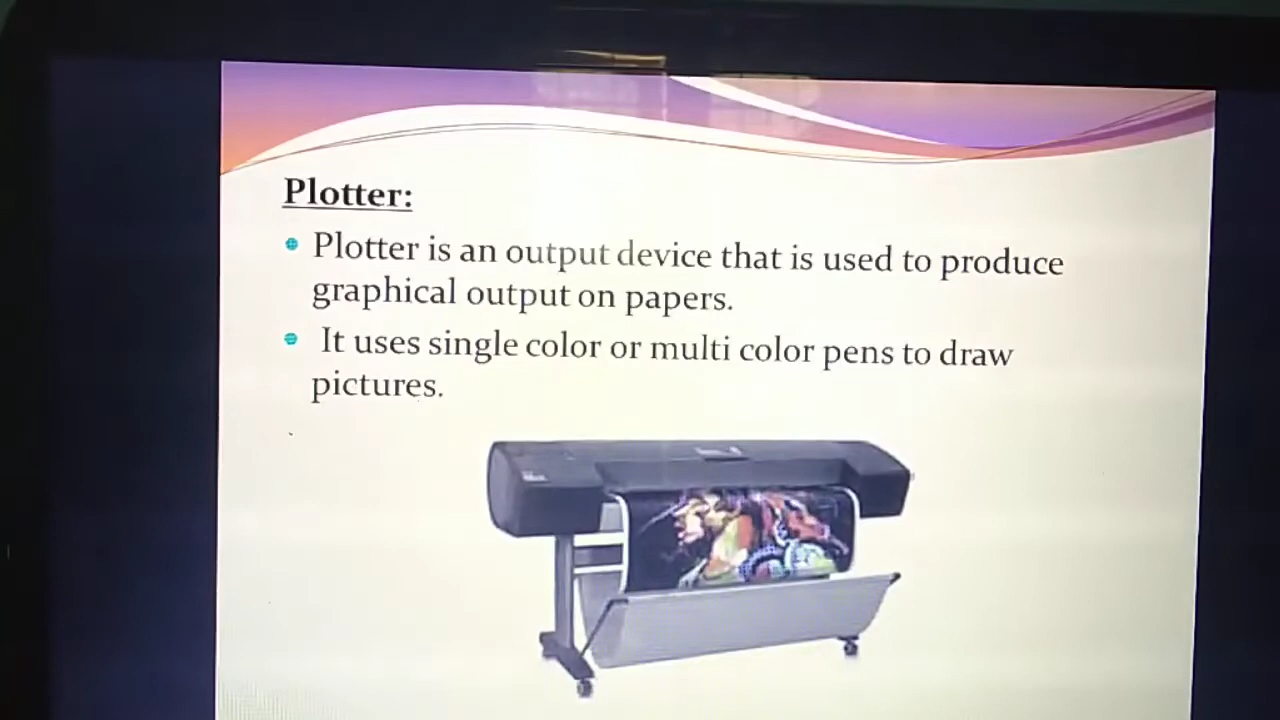 Plotter:
Plotter is an output device that is used to produce
graphical output on papers.
It uses single color or multi color pens to draw
pictures.